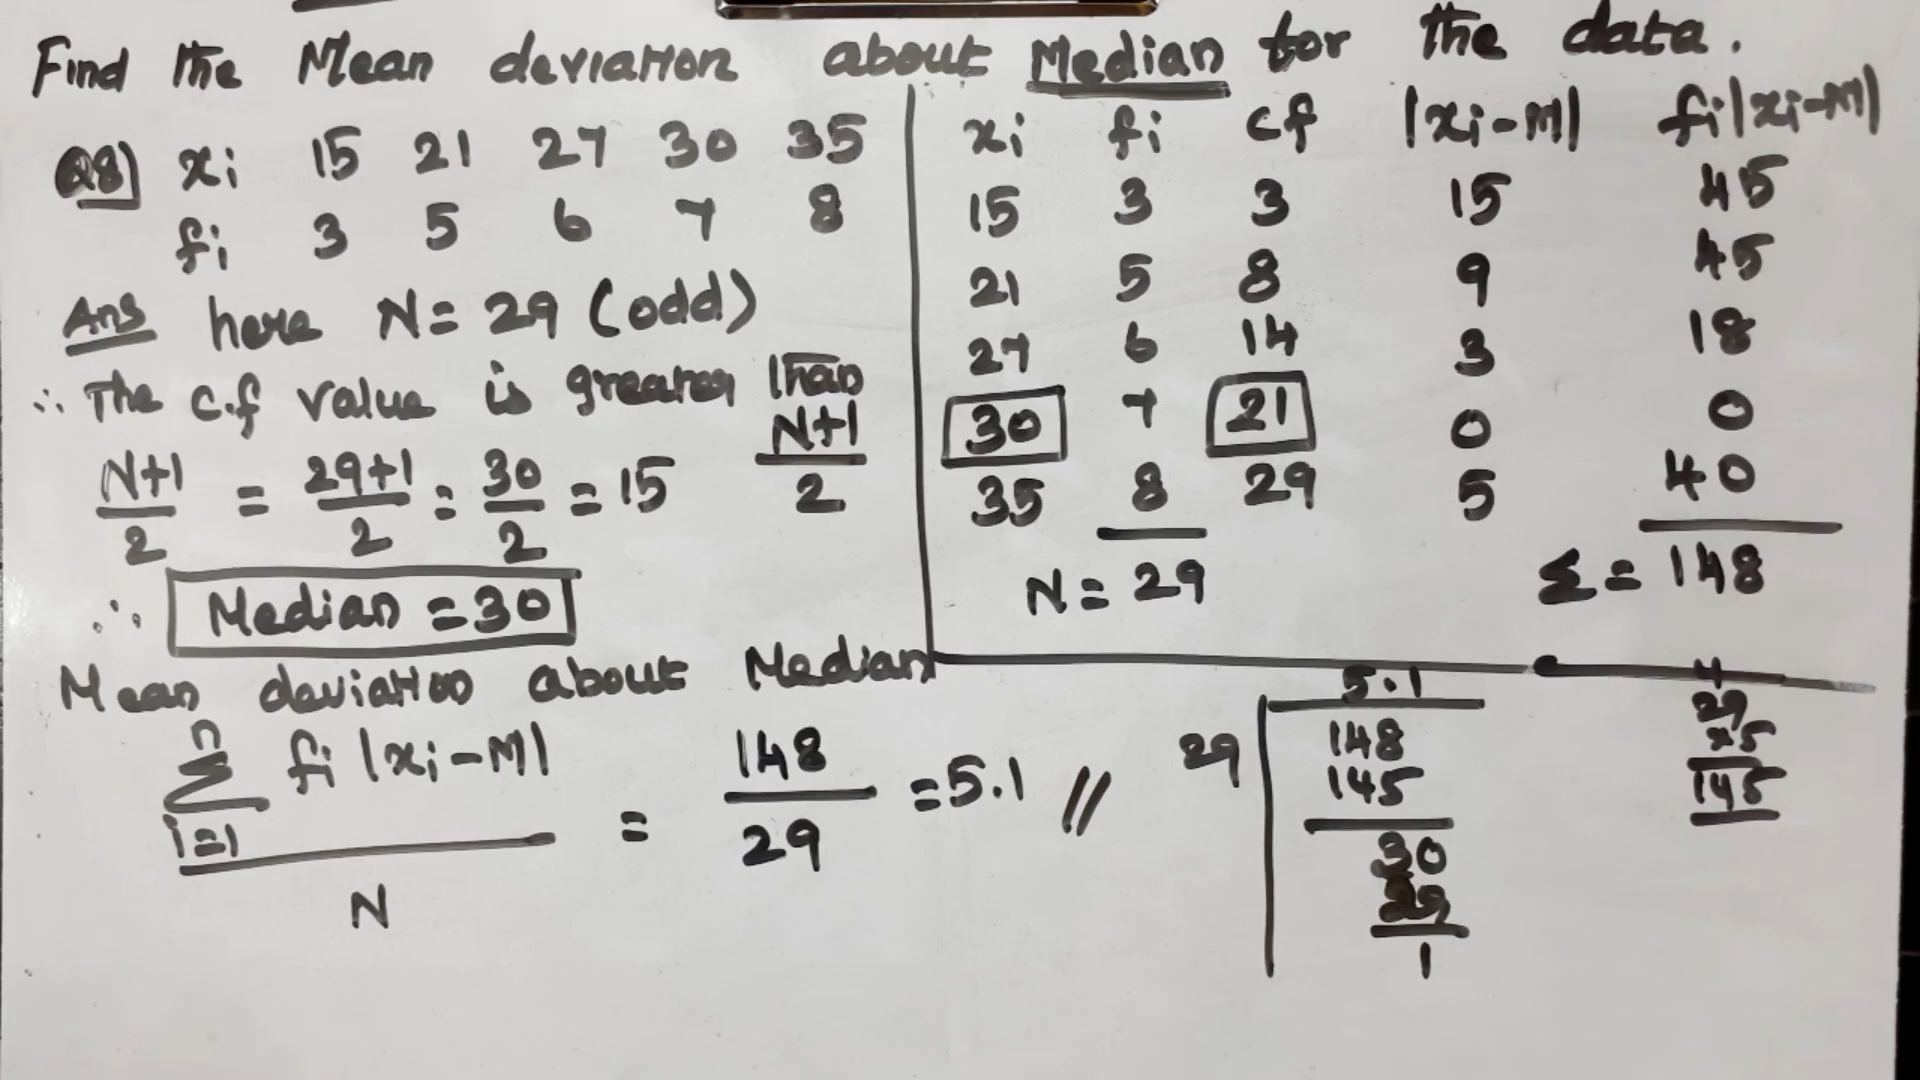 Find the Mean deviation about Median for the data.
Q8) xi 15 21 27 30 35
fi 3 5 6 7 8
Ans here N = 29 (odd)
∴ The c.f value is greater than N+1/2
N+1/2 = 29+1/2 = 30/2 = 15
∴ Median = 30
Mean deviation about Median
n
Σ fi |xi-M|
i=1
N
= 148/29 = 5.1 //
xi fi cf |xi-M| fi|xi-M|
15 3 3 15 45
21 5 8 9 45
27 6 14 3 18
30 7 21 0 0
35 8 29 5 40
N = 29 Σ = 148
5.1
29 148
145
30
29
1
4
29
x5
145